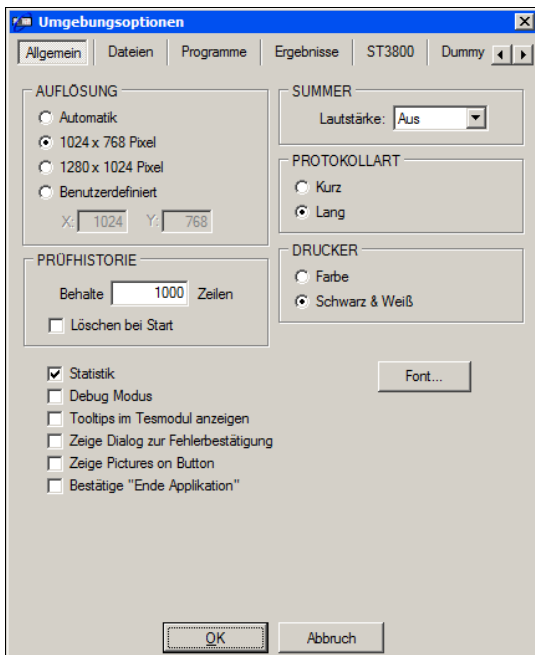 Umgebungsoptionen
Allgemein Dateien Programme Ergebnisse ST3800 Dummy
AUFLÖSUNG
Automatik
1024 x 768 Pixel
1280 x 1024 Pixel
Benutzerdefiniert
X: 1024 Y: 768
SUMMER
Lautstärke: Aus
PROTOKOLLART
Kurz
Lang
PRÜFHISTORIE
Behalte 1000 Zeilen
Löschen bei Start
DRUCKER
Farbe
Schwarz & Weiß
Statistik
Debug Modus
Tooltips im Tesmodul anzeigen
Zeige Dialog zur Fehlerbestätigung
Zeige Pictures on Button
Bestätige "Ende Applikation"
Font...
OK Abbruch